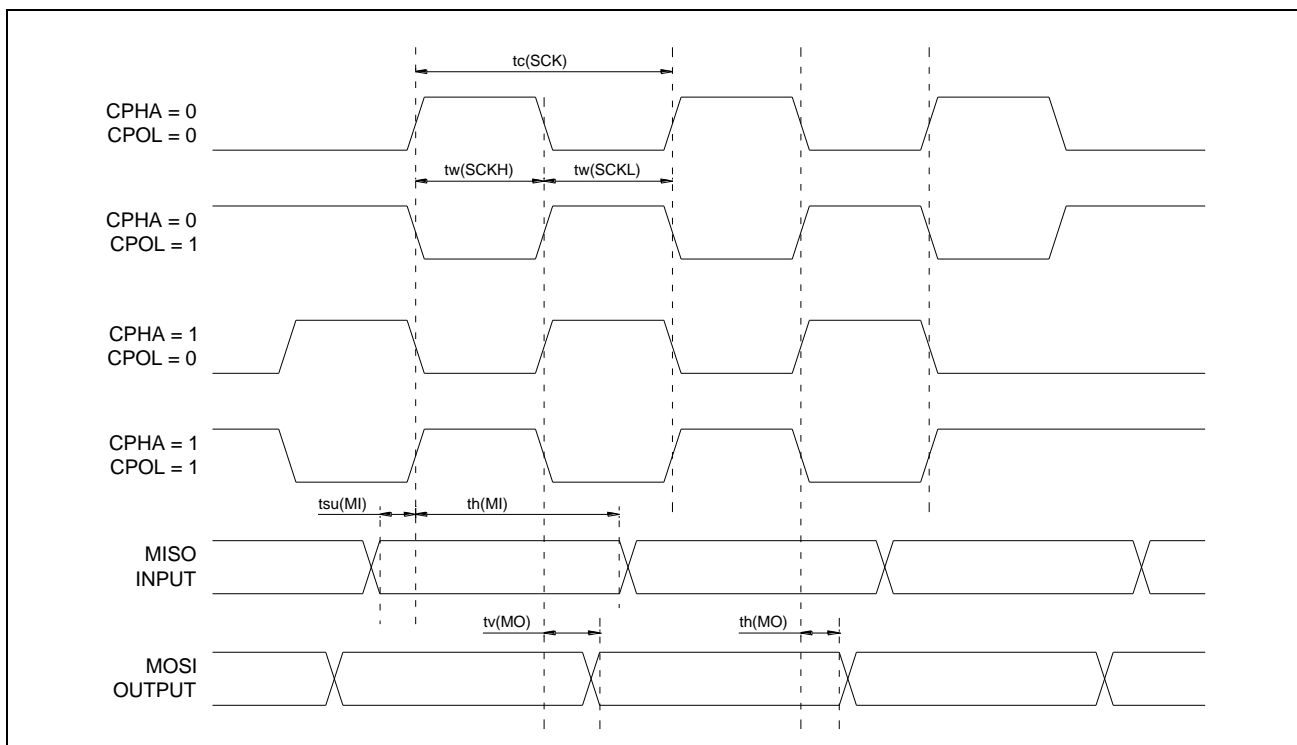 tc(SCK)
CPHA = 0
CPOL = 0
tw(SCKH)
tw(SCKL)
CPHA = 0
CPOL = 1
CPHA = 1
CPOL = 0
CPHA = 1
CPOL = 1
tsu(MI)
th(MI)
MISO
INPUT
tv(MO)
th(MO)
MOSI
OUTPUT